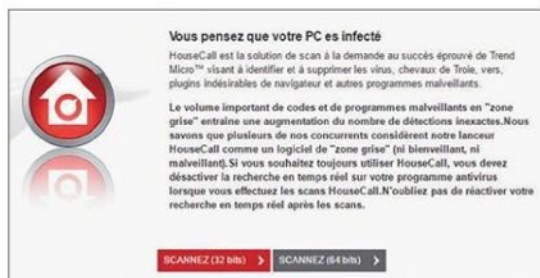 Vous pensez que votre PC es infecté
HouseCall est la solution de scan à la demande au succès éprouvé de Trend
Micro™ visant à identifier et à supprimer les virus, chevaux de Troie, vers,
plugins indésirables de navigateur et autres programmes malveillants.
Le volume important de codes et de programmes malveillants en "zone
grise" entraine une augmentation du nombre de détections inexactes.Nous
savons que plusieurs de nos concurrents considèrent notre lanceur
HouseCall comme un logiciel de "zone grise" (ni bienveillant, ni
malveillant).Si vous souhaitez toujours utiliser HouseCall, vous devez
désactiver la recherche en temps réel sur votre programme antivirus
lorsque vous effectuez les scans HouseCall.N'oubliez pas de réactiver votre
recherche en temps réel après les scans.
SCANNEZ (32 bits) SCANNEZ (64 bits)